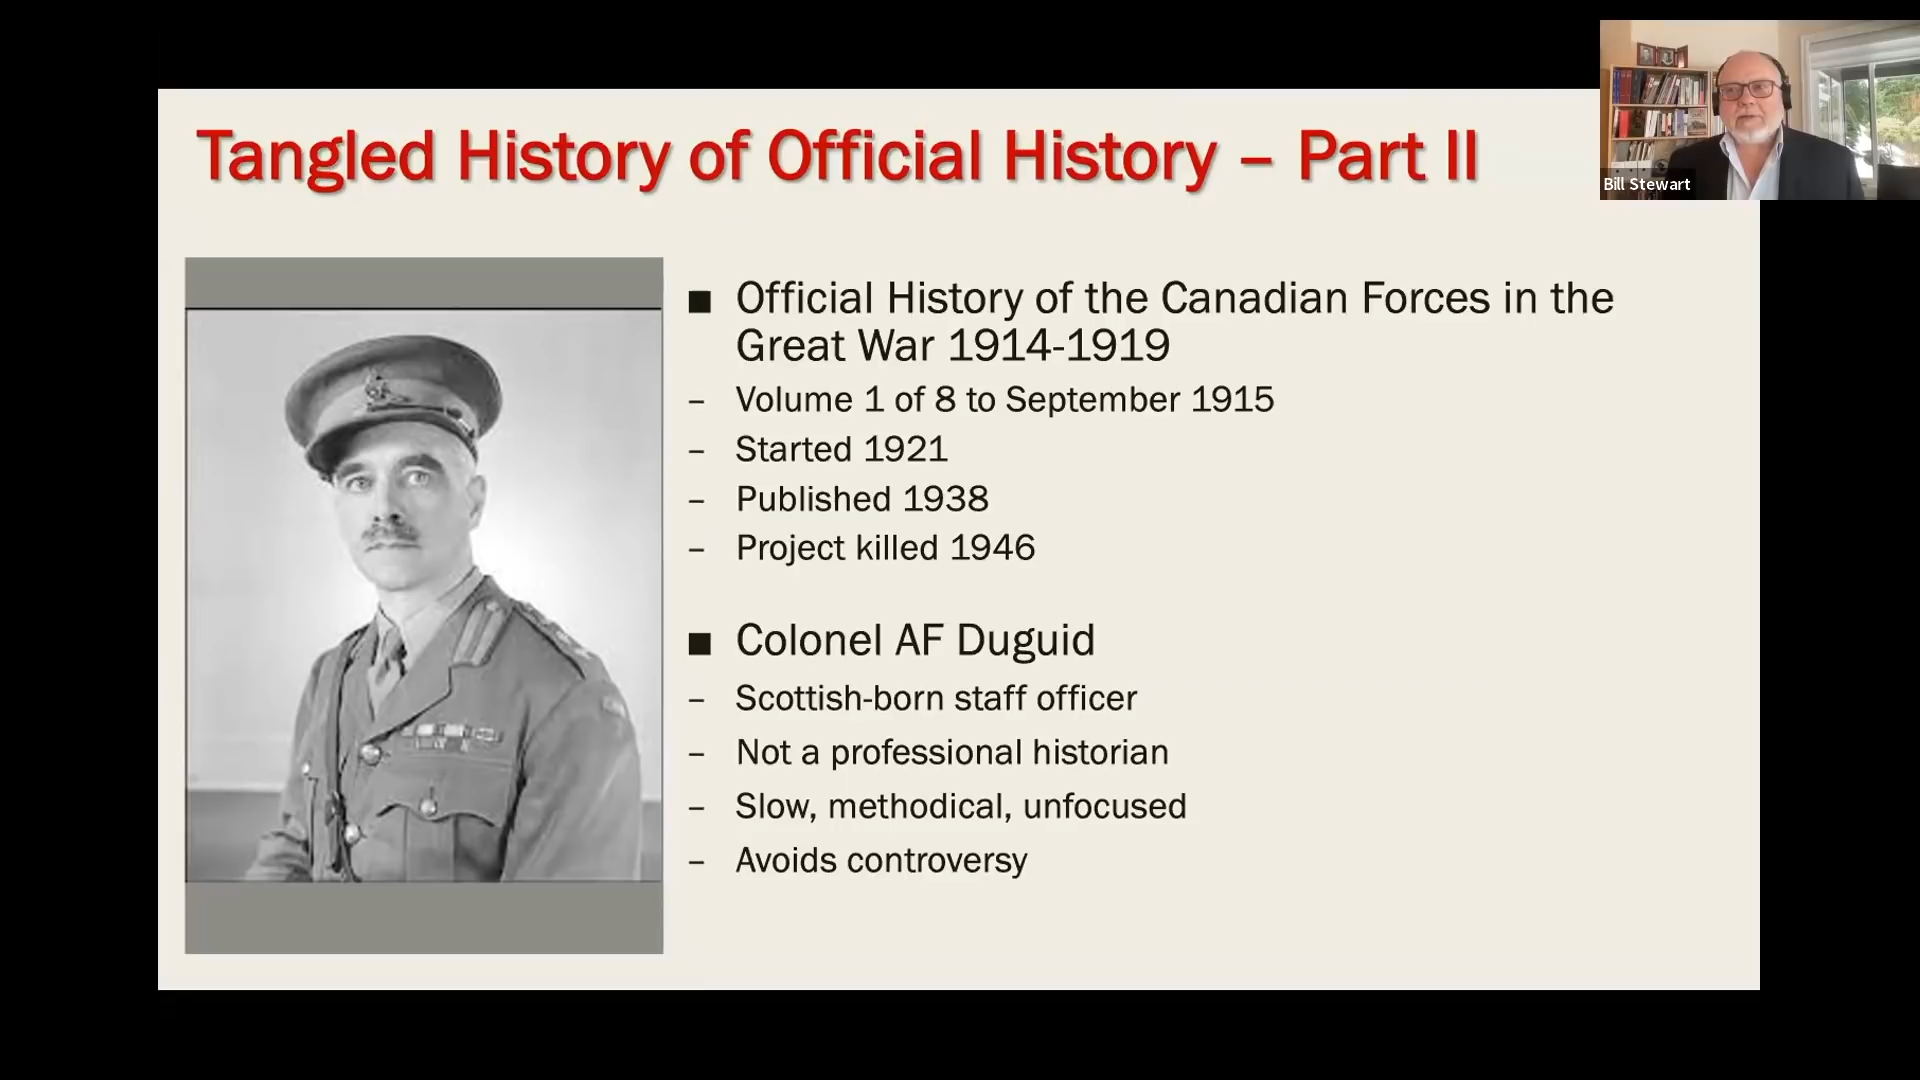 Tangled History of Official History – Part II
Bill Stewart
■ Official History of the Canadian Forces in the
Great War 1914-1919
– Volume 1 of 8 to September 1915
– Started 1921
– Published 1938
– Project killed 1946
■ Colonel AF Duguid
– Scottish-born staff officer
– Not a professional historian
– Slow, methodical, unfocused
– Avoids controversy